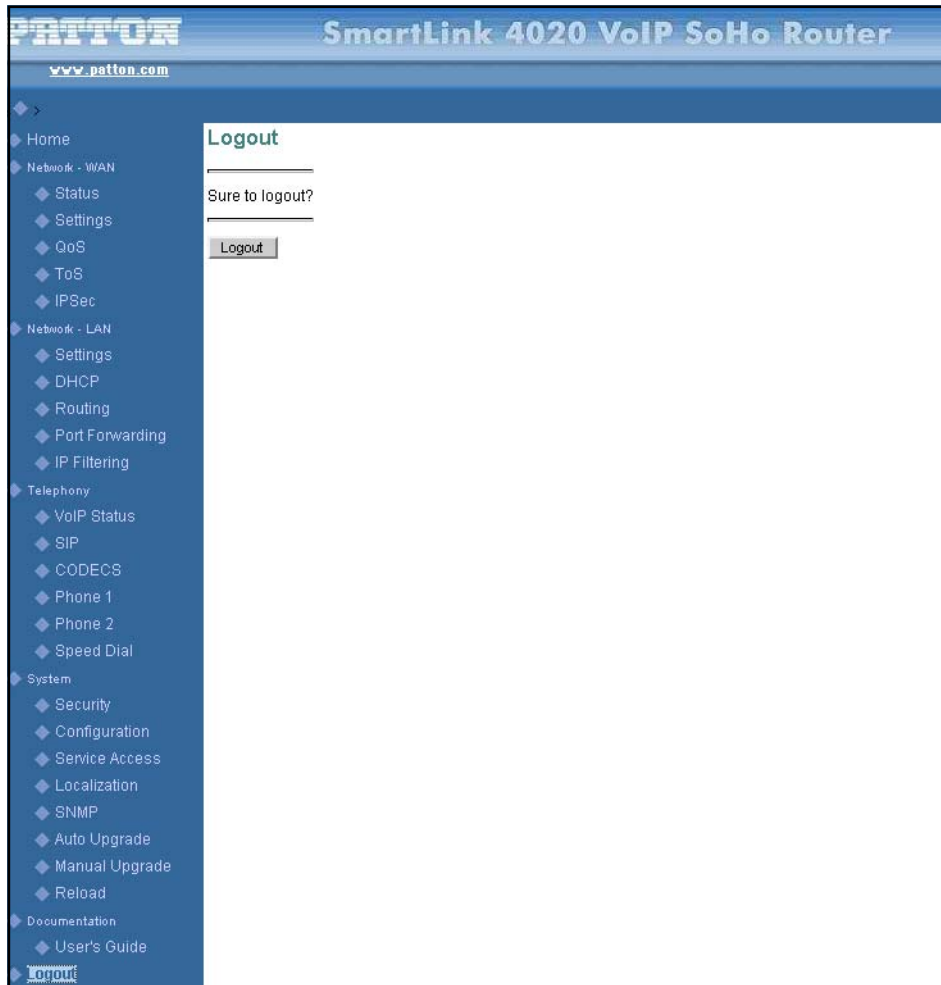 PATTON
SmartLink 4020 VoIP SoHo Router
www.patton.com
>
Home
Network - WAN
Status
Settings
QoS
ToS
IPSec
Network - LAN
Settings
DHCP
Routing
Port Forwarding
IP Filtering
Telephony
VoIP Status
SIP
CODECS
Phone 1
Phone 2
Speed Dial
System
Security
Configuration
Service Access
Localization
SNMP
Auto Upgrade
Manual Upgrade
Reload
Documentation
User's Guide
Logout
Logout
Sure to logout?
Logout